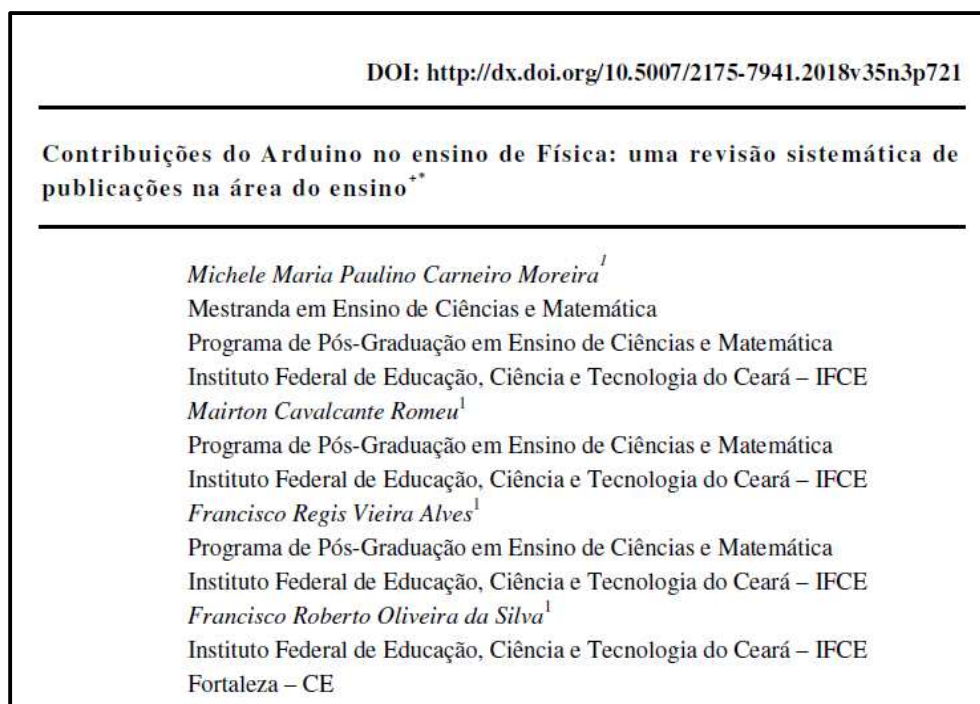 DOI: http://dx.doi.org/10.5007/2175-7941.2018v35n3p721
Contribuições do Arduino no ensino de Física: uma revisão sistemática de
publicações na área do ensino+*
Michele Maria Paulino Carneiro Moreira1
Mestranda em Ensino de Ciências e Matemática
Programa de Pós-Graduação em Ensino de Ciências e Matemática
Instituto Federal de Educação, Ciência e Tecnologia do Ceará – IFCE
Mairton Cavalcante Romeu1
Programa de Pós-Graduação em Ensino de Ciências e Matemática
Instituto Federal de Educação, Ciência e Tecnologia do Ceará – IFCE
Francisco Regis Vieira Alves1
Programa de Pós-Graduação em Ensino de Ciências e Matemática
Instituto Federal de Educação, Ciência e Tecnologia do Ceará – IFCE
Francisco Roberto Oliveira da Silva1
Instituto Federal de Educação, Ciência e Tecnologia do Ceará – IFCE
Fortaleza – CE